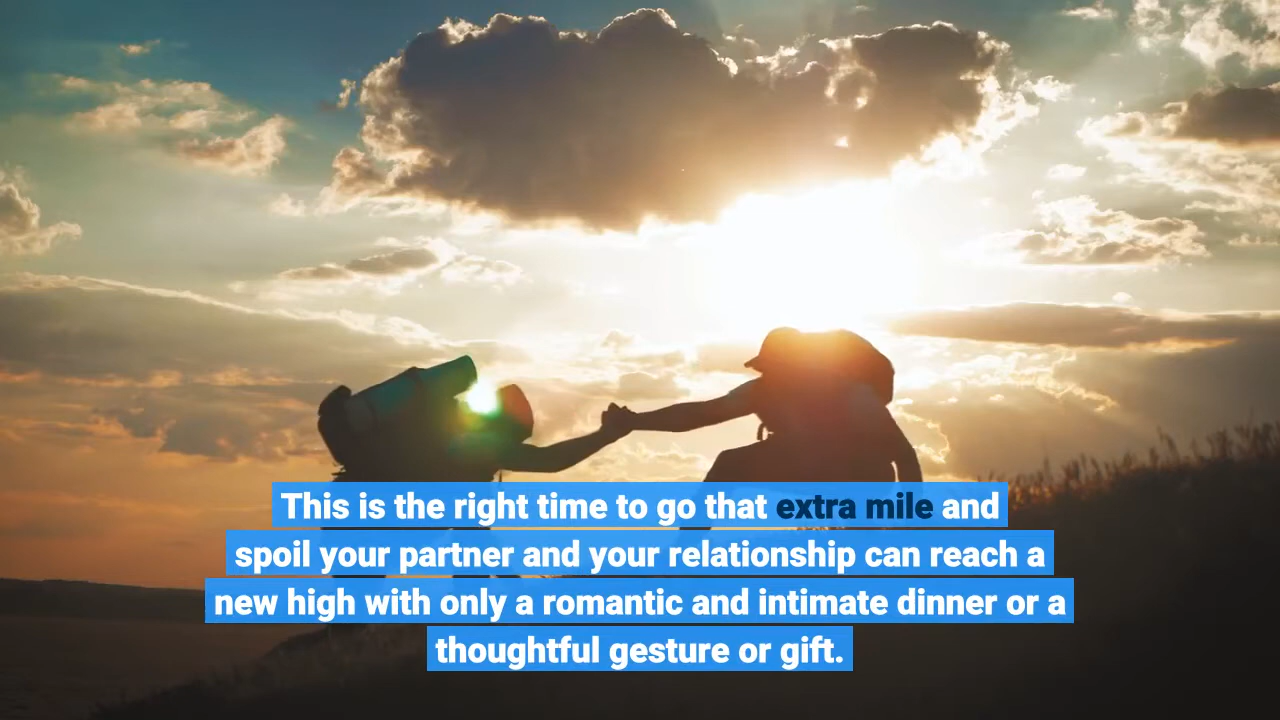 This is the right time to go that extra mile and
spoil your partner and your relationship can reach a
new high with only a romantic and intimate dinner or a
thoughtful gesture or gift.